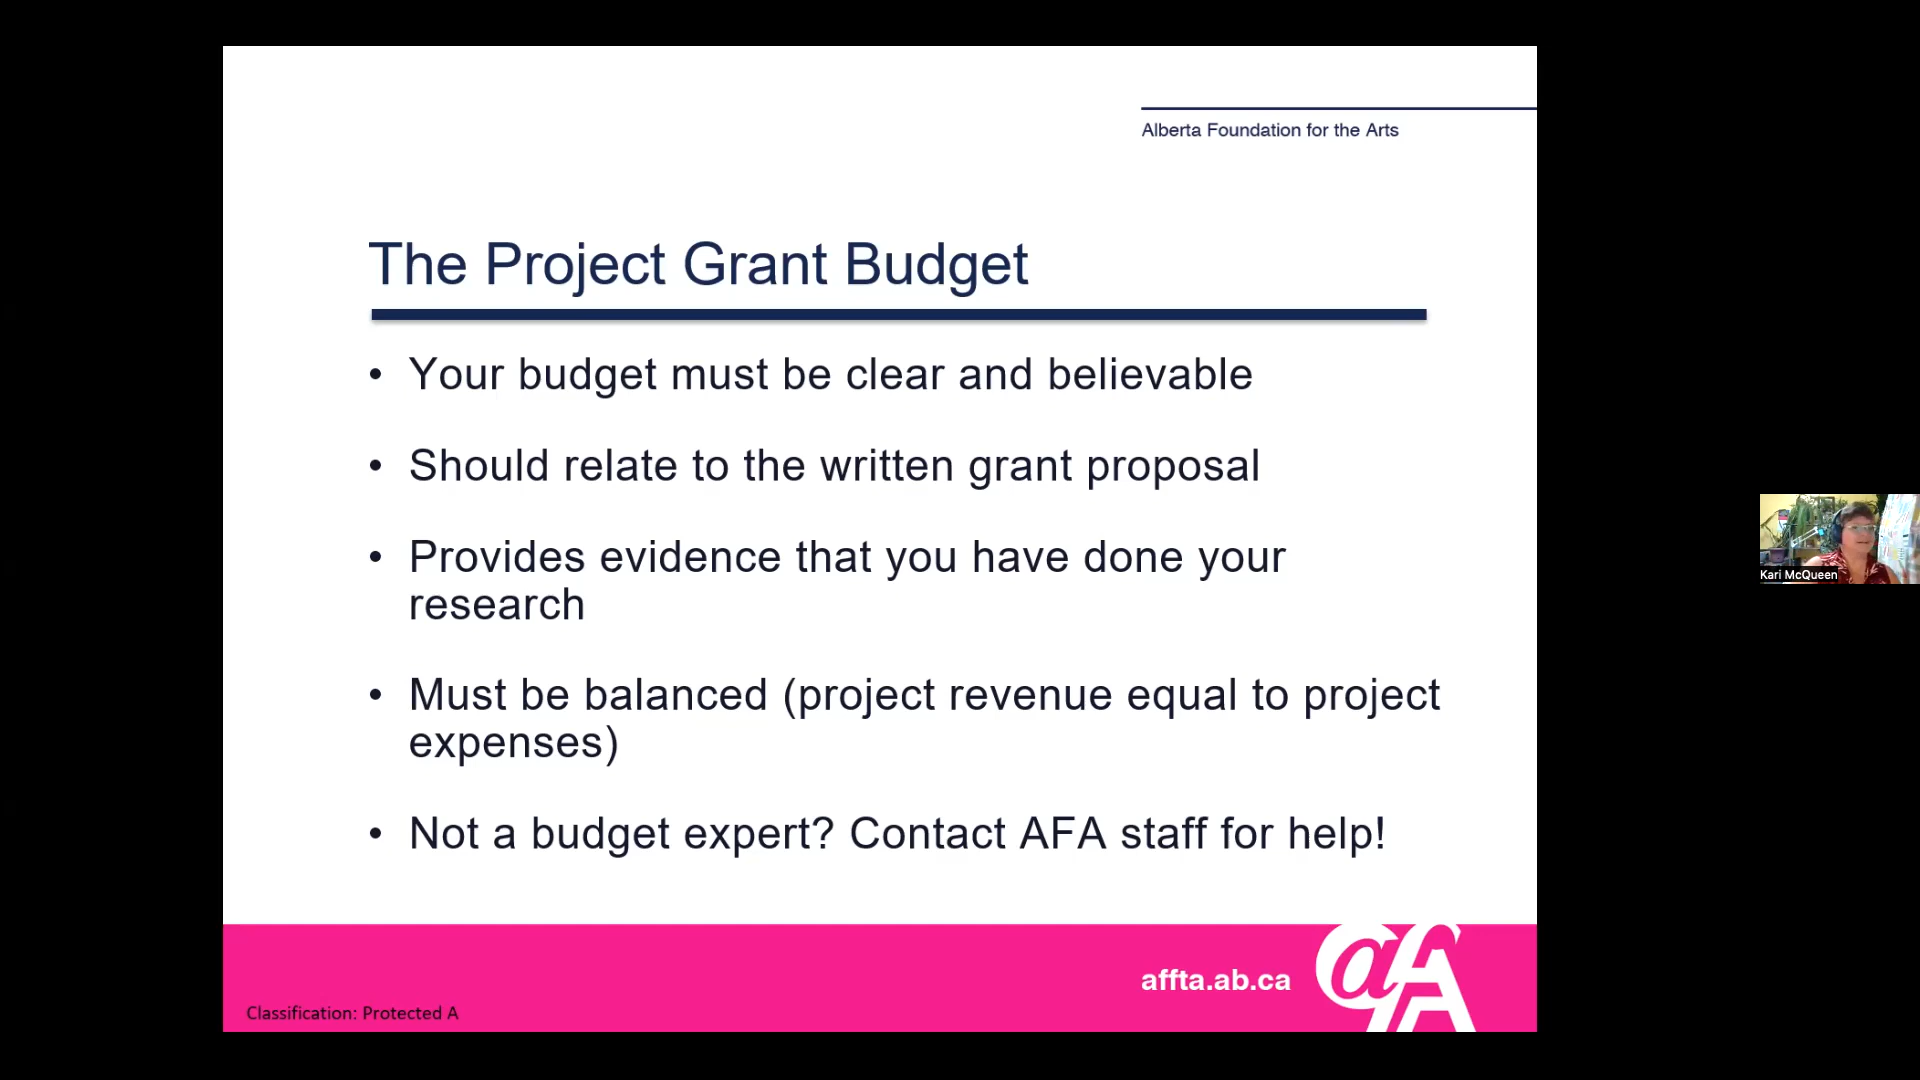 Alberta Foundation for the Arts
The Project Grant Budget
• Your budget must be clear and believable
• Should relate to the written grant proposal
• Provides evidence that you have done your
research
• Must be balanced (project revenue equal to project
expenses)
• Not a budget expert? Contact AFA staff for help!
Kari McQueen
affta.ab.ca
afA
Classification: Protected A